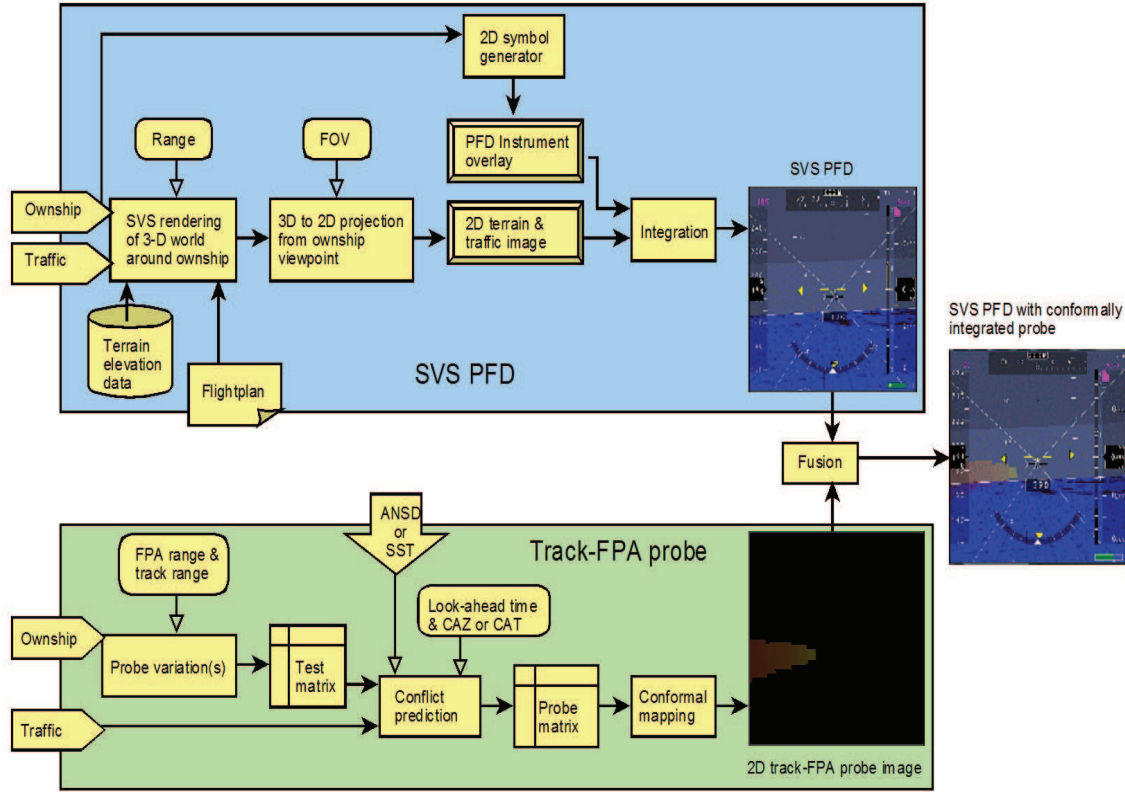 2D symbol
generator
Range
FOV
PFD Instrument
overlay
SVS PFD
Ownship
Traffic
SVS rendering
of 3-D world
around ownship
3D to 2D projection
from ownship
viewpoint
2D terrain &
traffic image
Integration
Terrain
elevation
data
Flightplan
SVS PFD
SVS PFD with conformally
integrated probe
Fusion
ANSD
or
SST
Track-FPA probe
FPA range &
track range
Look-ahead time
& CAZ or CAT
Ownship
Probe variation(s)
Test
matrix
Conflict
prediction
Probe
matrix
Conformal
mapping
Traffic
2D track-FPA probe image